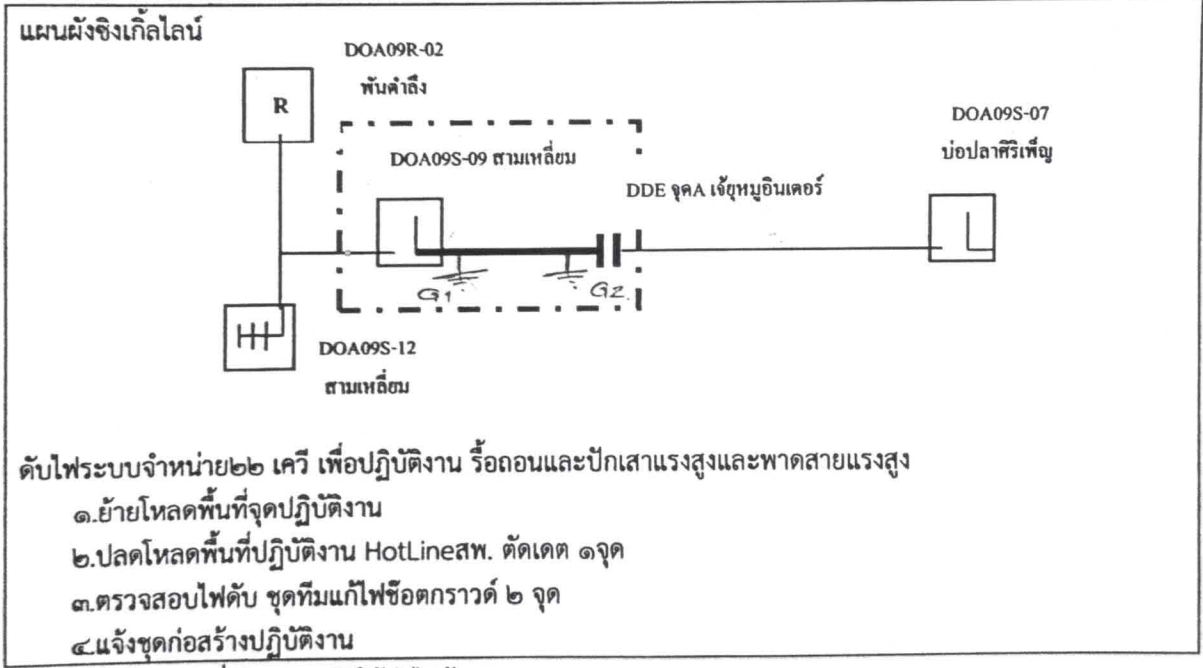 แผนผังซิงเกิ้ลไลน์
DOA09R-02
พันดำถึง
R
DOA09S-07
บ่อปลาศิริเพ็ญ
DOA09S-09 สามเหลี่ยม
DDE จุดA เจ้ยุหมูอินเตอร์
G1
G2
DOA09S-12
สามเหลี่ยม
ดับไฟระบบจำหน่าย๒๒ เควี เพื่อปฏิบัติงาน รื้อถอนและปักเสาแรงสูงและพาดสายแรงสูง
๑.ย้ายโหลดพื้นที่จุดปฏิบัติงาน
๒.ปลดโหลดพื้นที่ปฏิบัติงาน HotLineสพ. ตัดเดต ๑จุด
๓.ตรวจสอบไฟดับ ชุดทีมแก้ไฟช๊อตกราวด์ ๒ จุด
๔.แจ้งชุดก่อสร้างปฏิบัติงาน